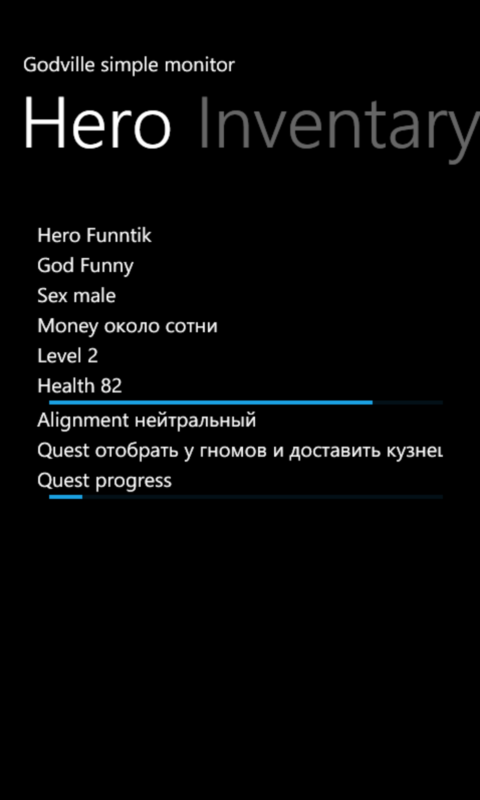 Godville simple monitor
Hero Inventary
Hero Funntik
God Funny
Sex male
Money около сотни
Level 2
Health 82
Alignment нейтральный
Quest отобрать у гномов и доставить
Quest progress